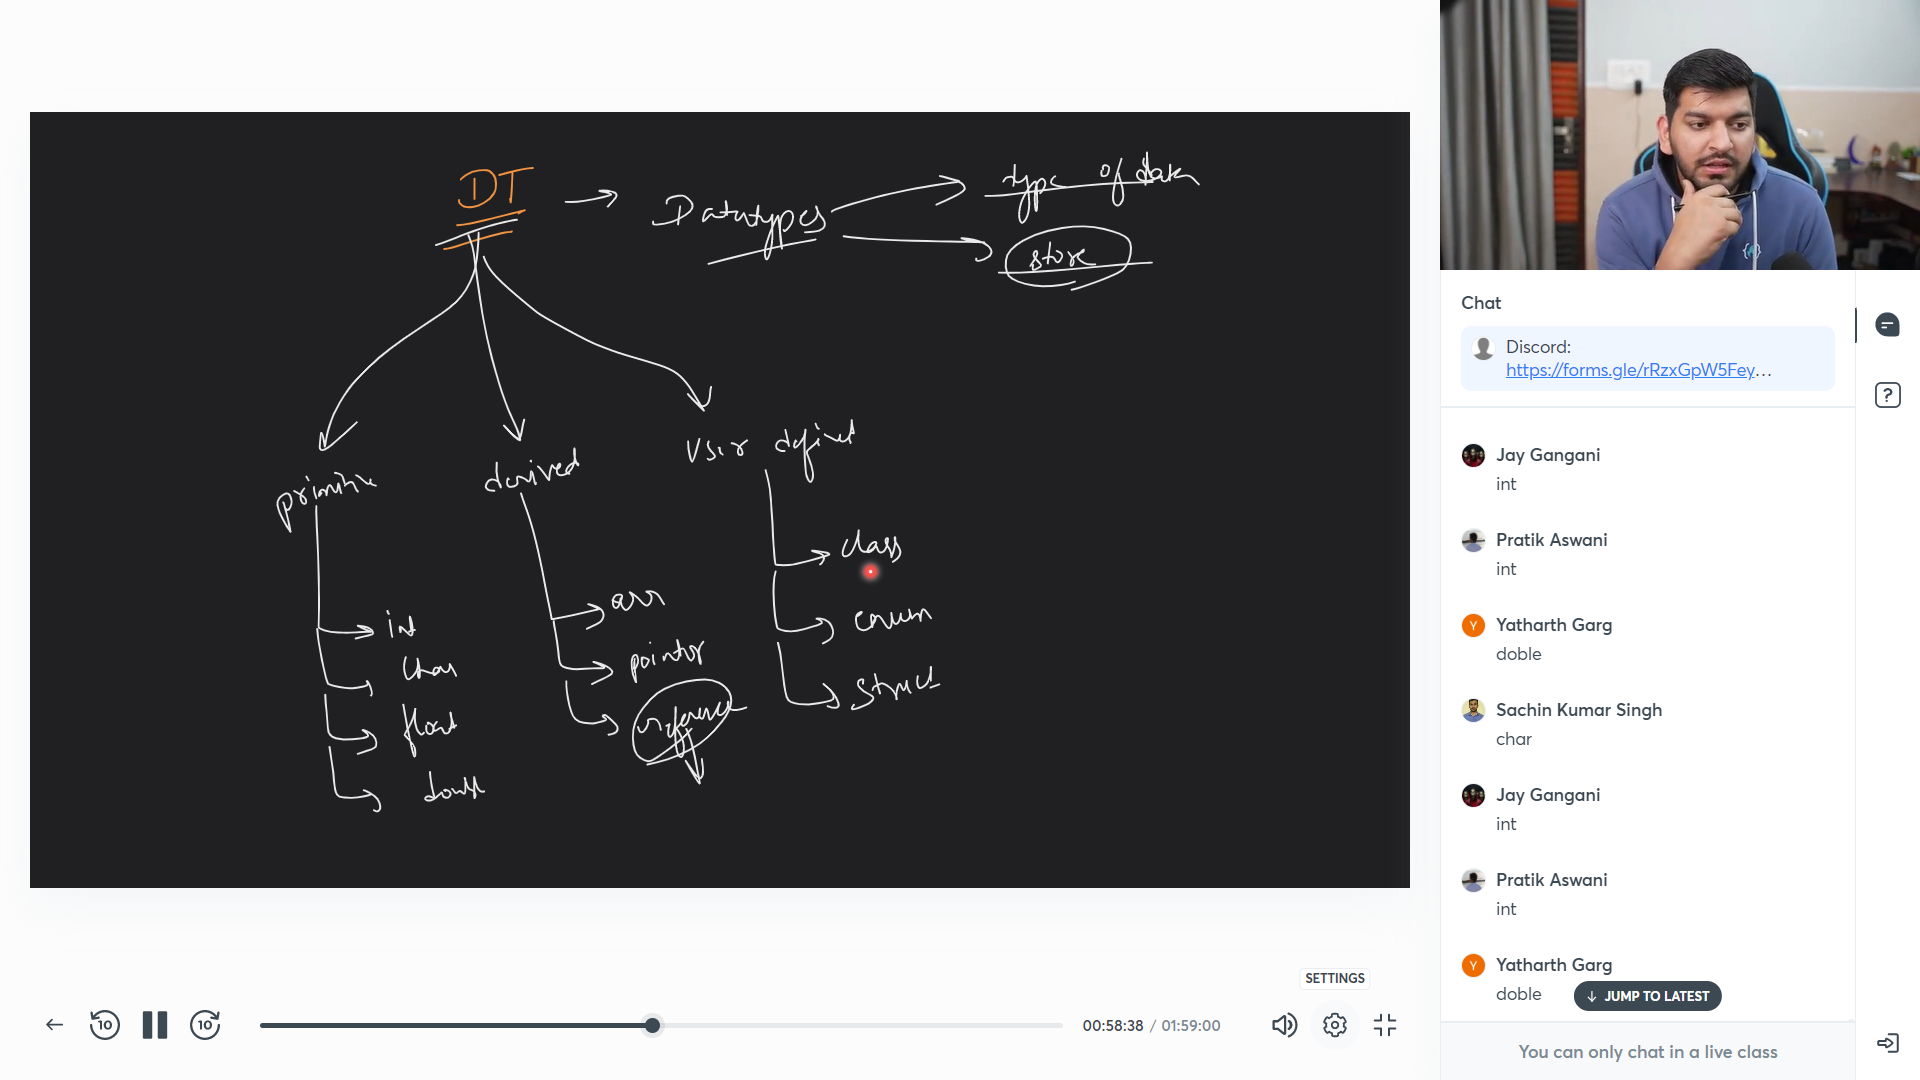 DT → Datatypes
type of data
store
primitive
derived
User defined
int
char
float
double
arr
pointer
reference
class
enum
struct
SETTINGS
10
10
00:58:38 / 01:59:00
Chat
Discord:
https://forms.gle/rRzxGpW5Fey...
Jay Gangani
int
Pratik Aswani
int
Y
Yatharth Garg
doble
Sachin Kumar Singh
char
Jay Gangani
int
Pratik Aswani
int
Y
Yatharth Garg
doble
↓ JUMP TO LATEST
You can only chat in a live class
?